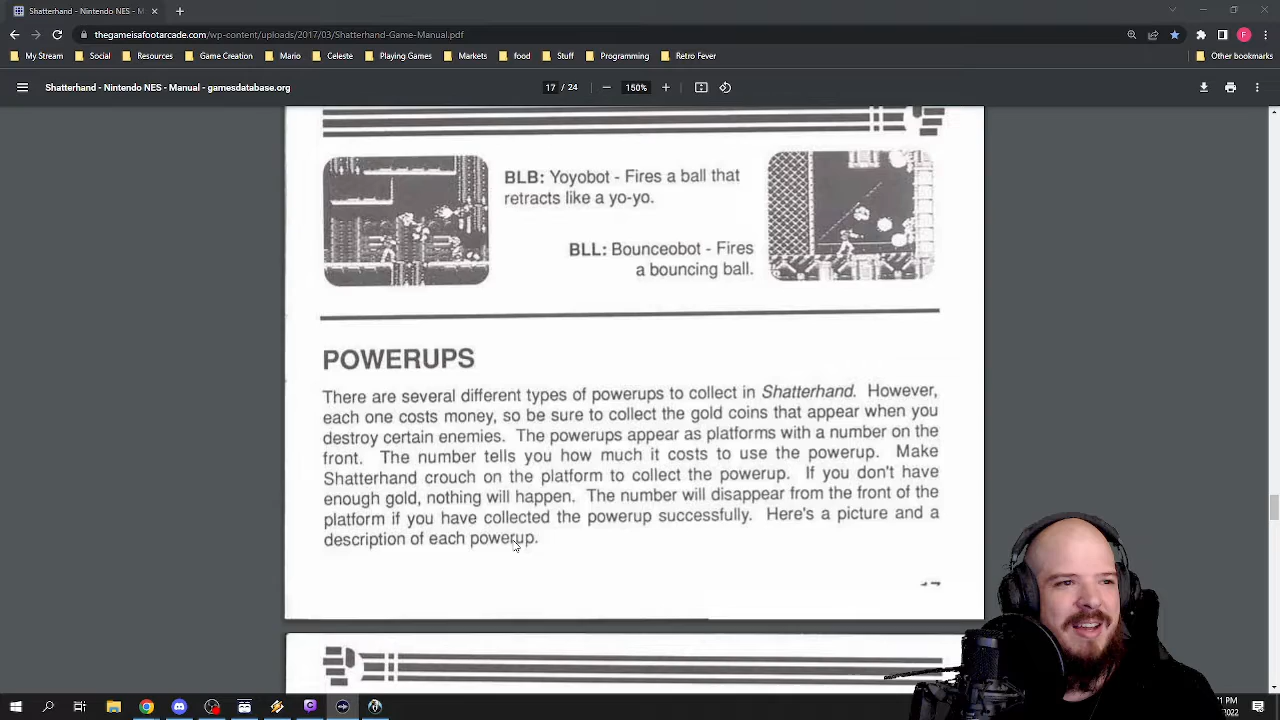 Shatterhand - Nintendo NES - M
thegameisafootarcade.com/wp-content/uploads/2017/03/Shatterhand-Game-Manual.pdf
My Stream Social Resources Game Creation Mario Celeste Playing Games Markets food Stuff Programming Retro Fever Other bookmarks
Shatterhand - Nintendo NES - Manual - gamesdatabase.org 17 / 24 150%
BLB: Yoyobot - Fires a ball that
retracts like a yo-yo.
BLL: Bounceobot - Fires
a bouncing ball.
POWERUPS
There are several different types of powerups to collect in Shatterhand. However,
each one costs money, so be sure to collect the gold coins that appear when you
destroy certain enemies. The powerups appear as platforms with a number on the
front. The number tells you how much it costs to use the powerup. Make
Shatterhand crouch on the platform to collect the powerup. If you don't have
enough gold, nothing will happen. The number will disappear from the front of the
platform if you have collected the powerup successfully. Here's a picture and a
description of each powerup.